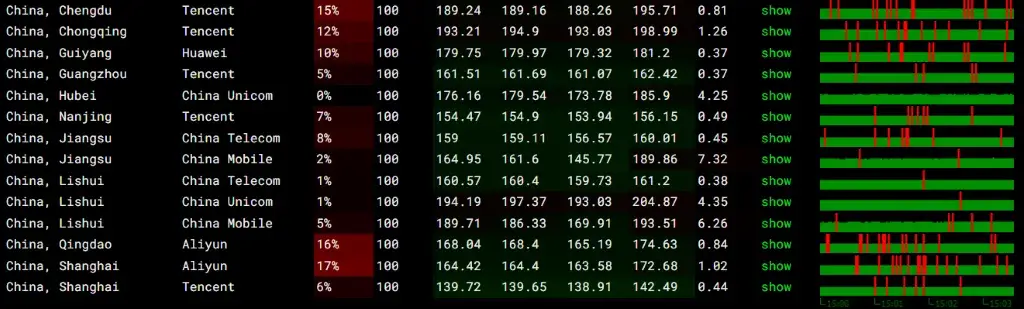 China, Chengdu Tencent 15% 100 189.24 189.16 188.26 195.71 0.81 show
China, Chongqing Tencent 12% 100 193.21 194.9 193.03 198.99 1.26 show
China, Guiyang Huawei 10% 100 179.75 179.97 179.32 181.2 0.37 show
China, Guangzhou Tencent 5% 100 161.51 161.69 161.07 162.42 0.37 show
China, Hubei China Unicom 0% 100 176.16 179.54 173.78 185.9 4.25 show
China, Nanjing Tencent 7% 100 154.47 154.9 153.94 156.15 0.49 show
China, Jiangsu China Telecom 8% 100 159 159.11 156.57 160.01 0.45 show
China, Jiangsu China Mobile 2% 100 164.95 161.6 145.77 189.86 7.32 show
China, Lishui China Telecom 1% 100 160.57 160.4 159.73 161.2 0.38 show
China, Lishui China Unicom 1% 100 194.19 197.37 193.03 204.87 4.35 show
China, Lishui China Mobile 5% 100 189.71 186.33 169.91 193.51 6.26 show
China, Qingdao Aliyun 16% 100 168.04 168.4 165.19 174.63 0.84 show
China, Shanghai Aliyun 17% 100 164.42 164.4 163.58 172.68 1.02 show
China, Shanghai Tencent 6% 100 139.72 139.65 138.91 142.49 0.44 show
15:00 15:01 15:02 15:03